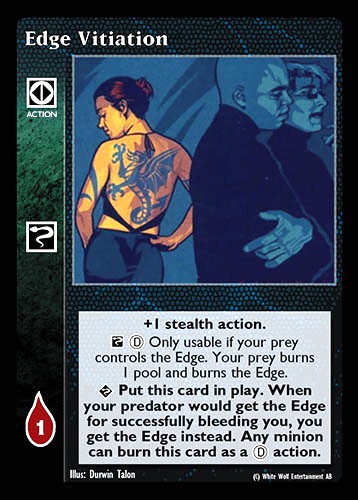 Edge Vitiation
ACTION
+1 stealth action.
D Only usable if your prey
controls the Edge. Your prey burns
1 pool and burns the Edge.
Put this card in play. When
your predator would get the Edge
for successfully bleeding you, you
get the Edge instead. Any minion
can burn this card as a D action.
1
Illus: Durwin Talon
(C) White Wolf Entertainment AB